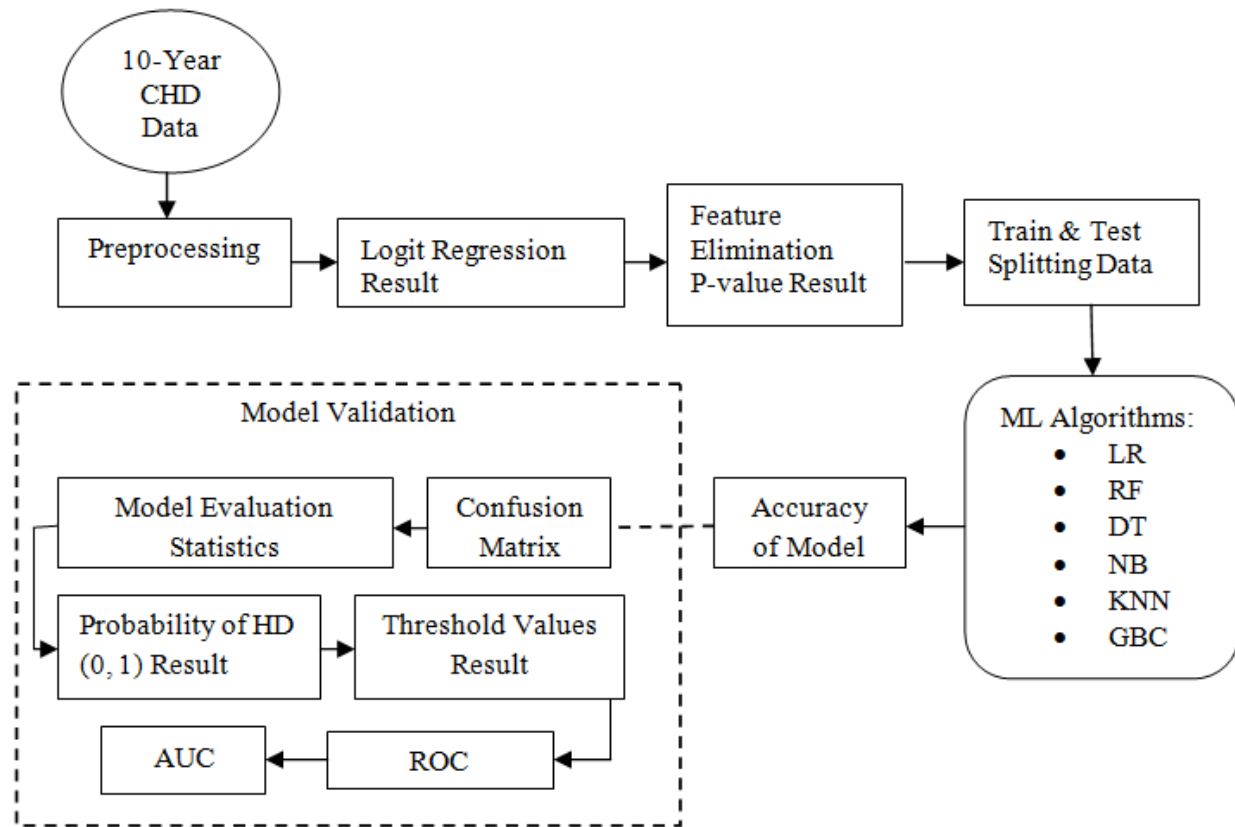 10-Year
CHD
Data
Preprocessing
Logit Regression
Result
Feature
Elimination
P-value Result
Train & Test
Splitting Data
ML Algorithms:
• LR
• RF
• DT
• NB
• KNN
• GBC
Accuracy
of Model
Model Validation
Confusion
Matrix
Model Evaluation
Statistics
Probability of HD
(0, 1) Result
Threshold Values
Result
ROC
AUC